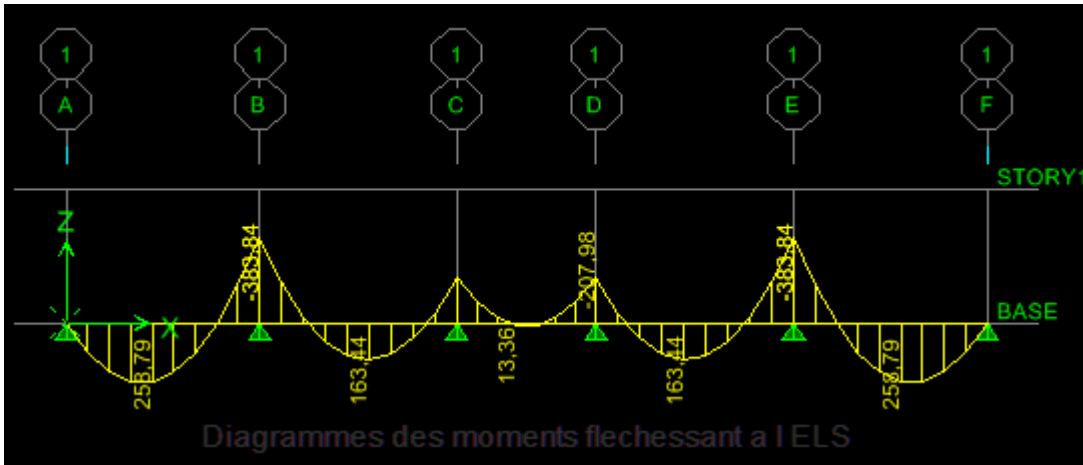 1 1 1 1 1 1
A B C D E F
STORY1
Z
-383,84 -207,98 -383,84
X
BASE
258,79 163,44 13,36 163,44 258,79
Diagrammes des moments flechessant a l ELS